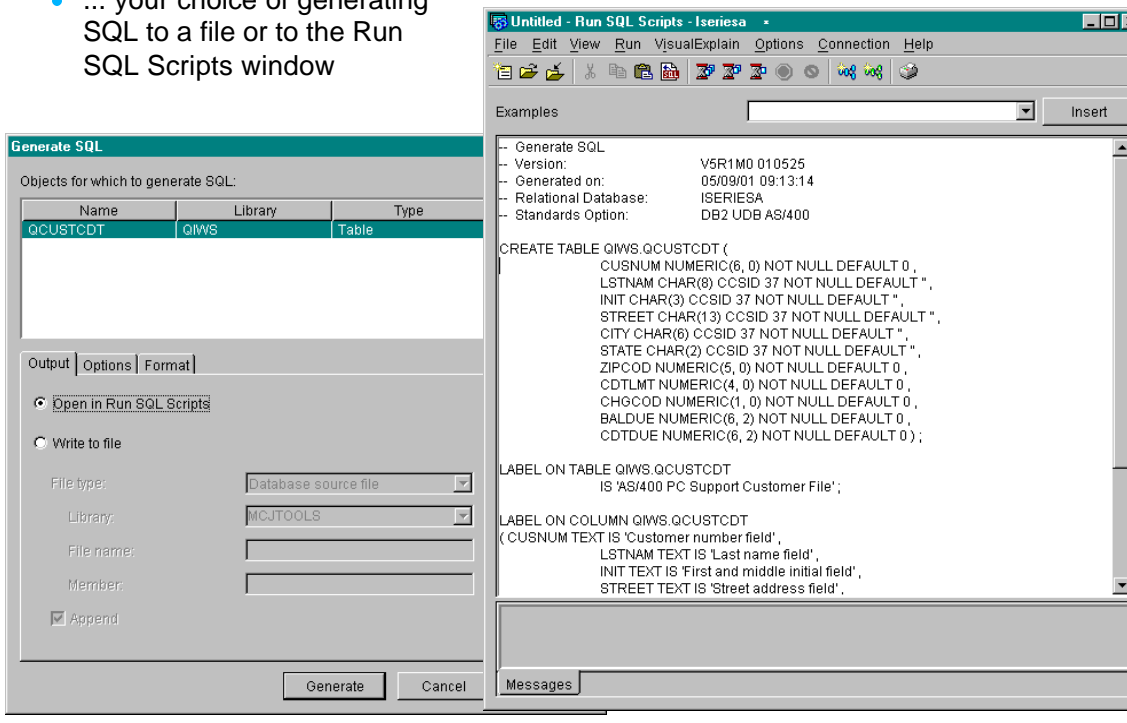 ... your choice of generating
SQL to a file or to the Run
SQL Scripts window
Generate SQL
Objects for which to generate SQL:
Name Library Type
QCUSTCDT QIWS Table
Output Options Format
Open in Run SQL Scripts
Write to file
File type: Database source file
Library: MCJTOOLS
File name:
Member:
Append
Generate Cancel
Untitled - Run SQL Scripts - Iseriesa
File Edit View Run VisualExplain Options Connection Help
Examples Insert
-- Generate SQL
-- Version: V5R1M0 010525
-- Generated on: 05/09/01 09:13:14
-- Relational Database: ISERIESA
-- Standards Option: DB2 UDB AS/400
CREATE TABLE QIWS.QCUSTCDT (
CUSNUM NUMERIC(6, 0) NOT NULL DEFAULT 0 ,
LSTNAM CHAR(8) CCSID 37 NOT NULL DEFAULT '' ,
INIT CHAR(3) CCSID 37 NOT NULL DEFAULT '' ,
STREET CHAR(13) CCSID 37 NOT NULL DEFAULT '' ,
CITY CHAR(6) CCSID 37 NOT NULL DEFAULT '' ,
STATE CHAR(2) CCSID 37 NOT NULL DEFAULT '' ,
ZIPCOD NUMERIC(5, 0) NOT NULL DEFAULT 0 ,
CDTLMT NUMERIC(4, 0) NOT NULL DEFAULT 0 ,
CHGCOD NUMERIC(1, 0) NOT NULL DEFAULT 0 ,
BALDUE NUMERIC(6, 2) NOT NULL DEFAULT 0 ,
CDTDUE NUMERIC(6, 2) NOT NULL DEFAULT 0 ) ;
LABEL ON TABLE QIWS.QCUSTCDT
IS 'AS/400 PC Support Customer File' ;
LABEL ON COLUMN QIWS.QCUSTCDT
( CUSNUM TEXT IS 'Customer number field' ,
LSTNAM TEXT IS 'Last name field' ,
INIT TEXT IS 'First and middle initial field' ,
STREET TEXT IS 'Street address field' ,
Messages